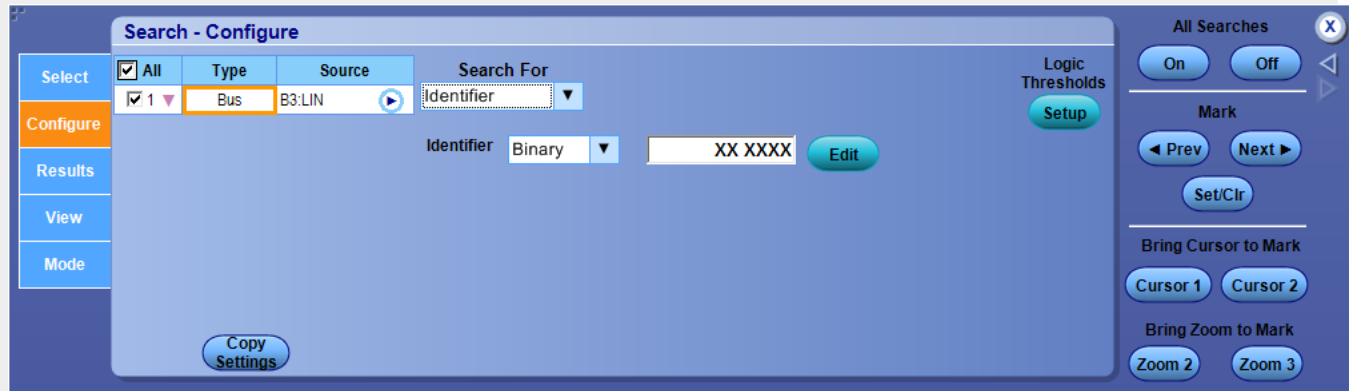 Search - Configure
Select
Configure
Results
View
Mode
All Type Source
1 Bus B3:LIN
Search For
Identifier
Identifier Binary XX XXXX Edit
Copy
Settings
Logic
Thresholds
Setup
All Searches
On Off
Mark
Prev Next
Set/Clr
Bring Cursor to Mark
Cursor 1 Cursor 2
Bring Zoom to Mark
Zoom 2 Zoom 3
X